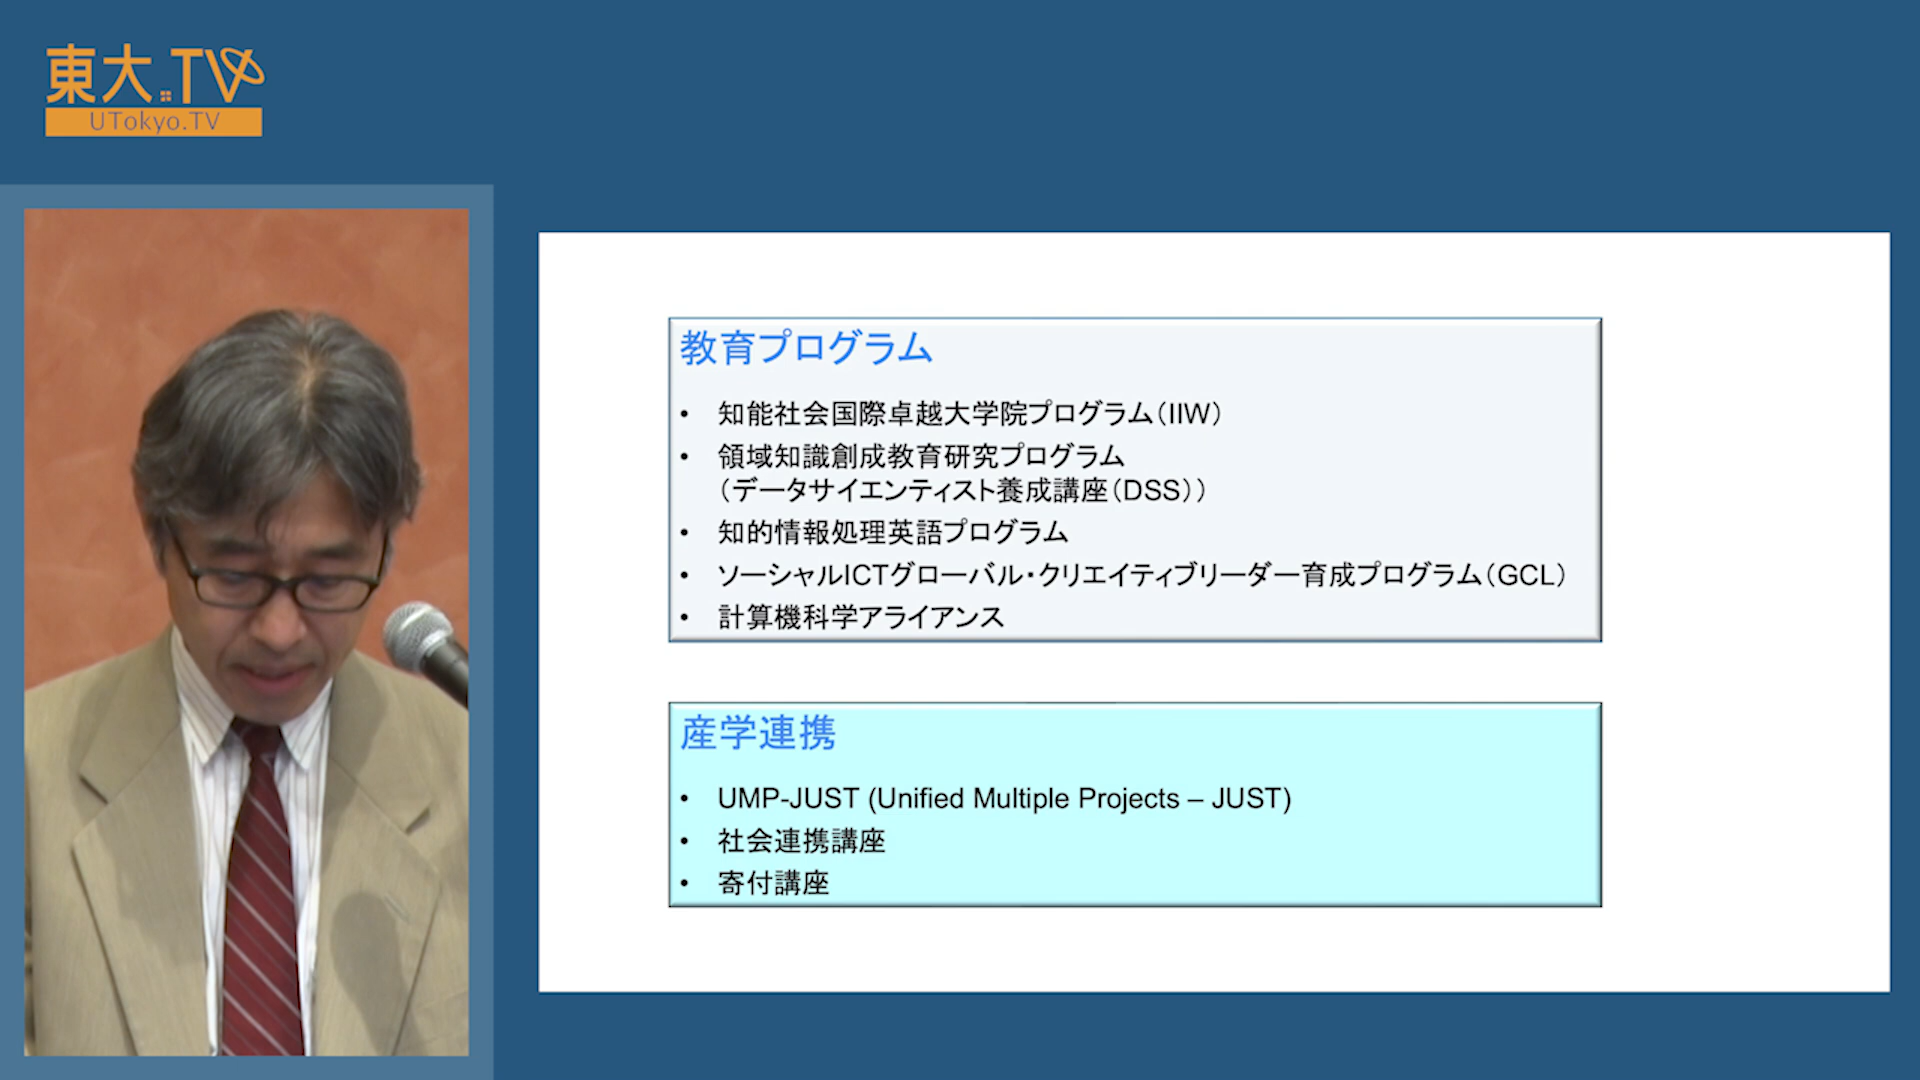 東大.TV
UTokyo.TV
教育プログラム
• 知能社会国際卓越大学院プログラム（IIW）
• 領域知識創成教育研究プログラム
（データサイエンティスト養成講座（DSS））
• 知的情報処理英語プログラム
• ソーシャルICTグローバル・クリエイティブリーダー育成プログラム（GCL）
• 計算機科学アライアンス
産学連携
• UMP-JUST (Unified Multiple Projects – JUST)
• 社会連携講座
• 寄付講座